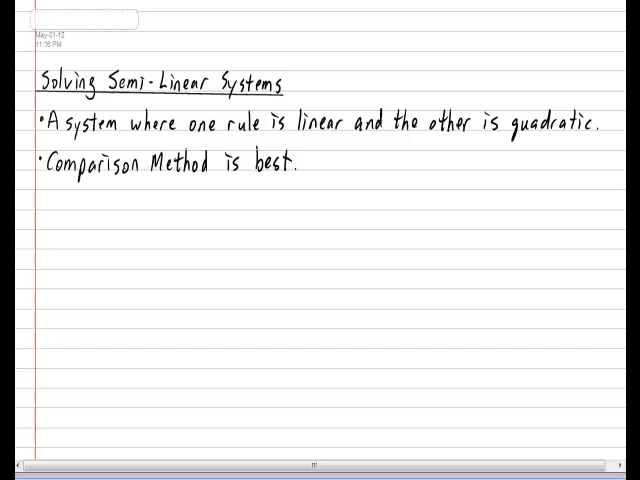 May-01-12
11:16 PM
Solving Semi-Linear Systems
• A system where one rule is linear and the other is quadratic.
• Comparison Method is best.